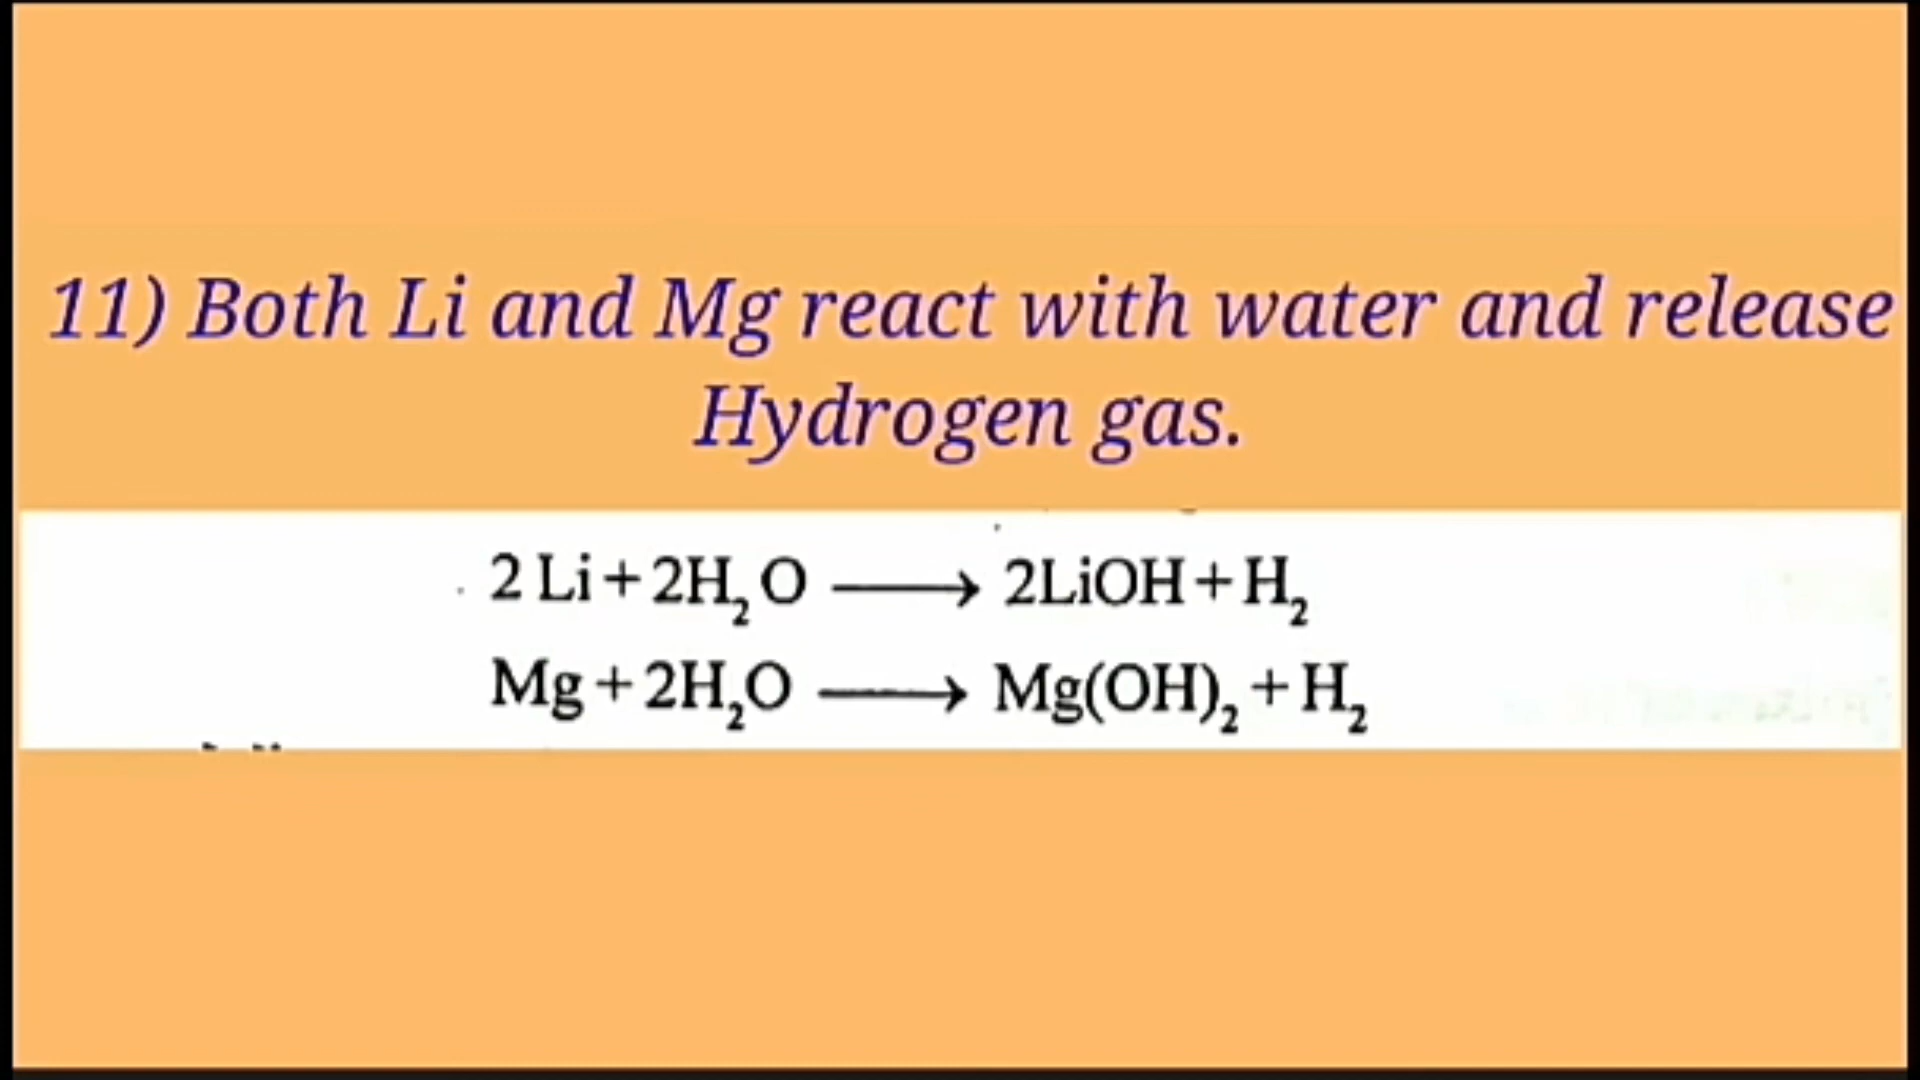 11) Both Li and Mg react with water and release
Hydrogen gas.
2 Li + 2H₂O ⟶ 2LiOH + H₂
Mg + 2H₂O ⟶ Mg(OH)₂ + H₂